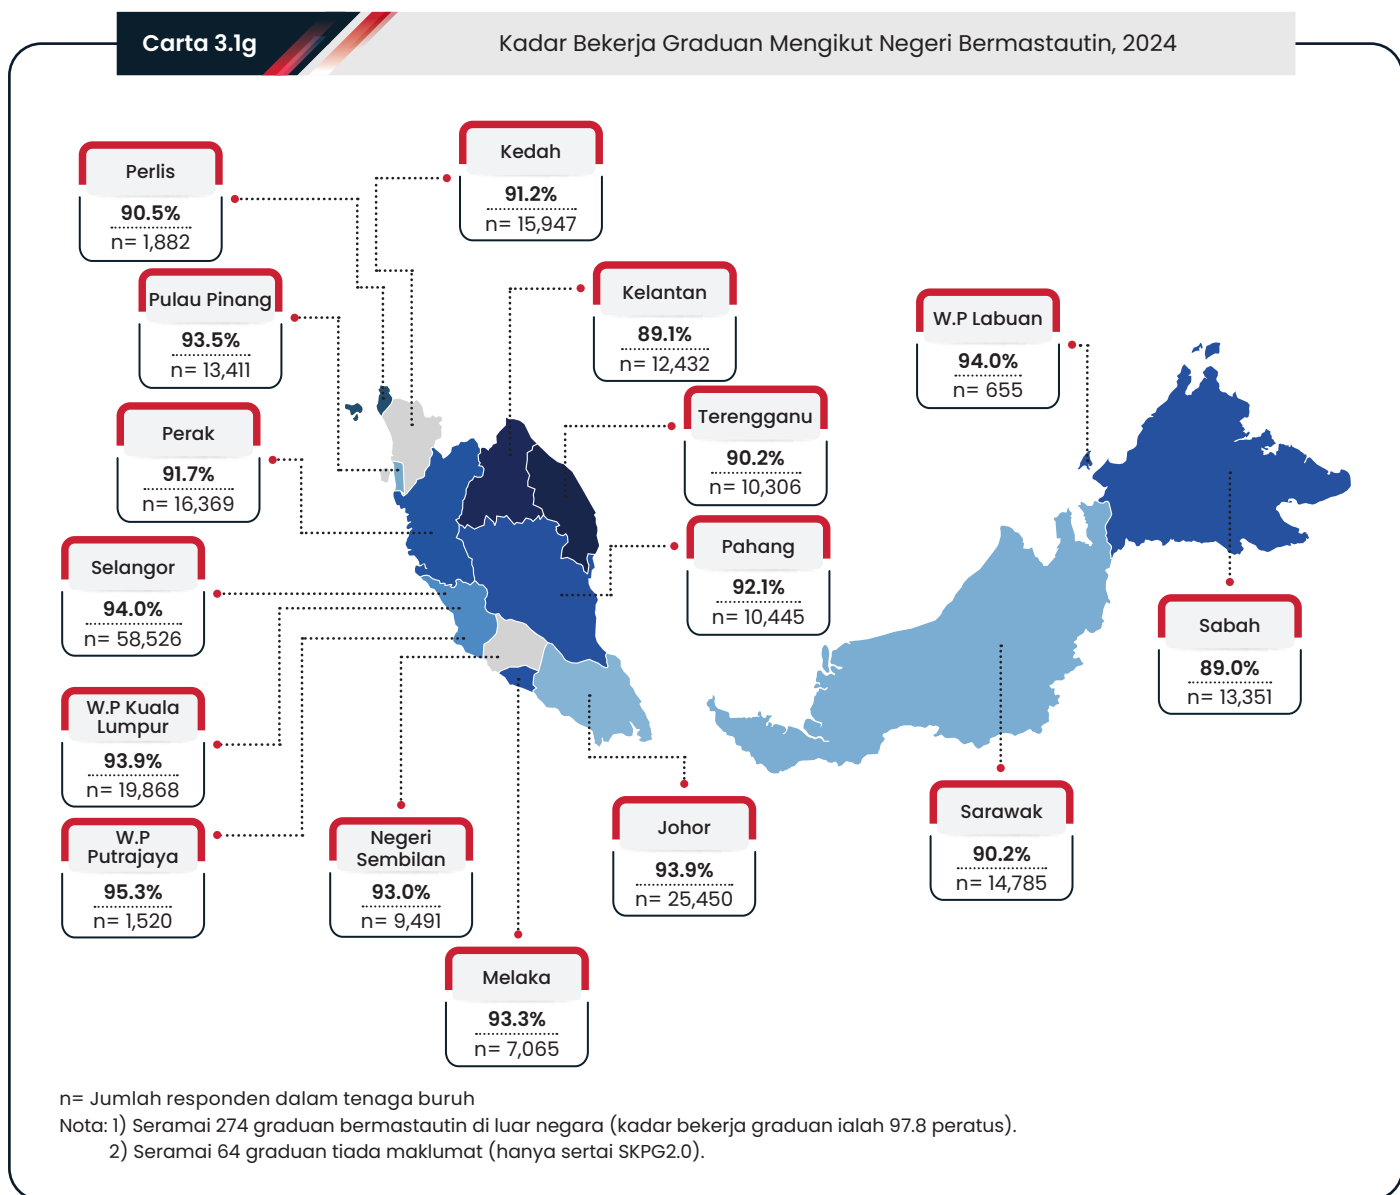 Carta 3.1g
Kadar Bekerja Graduan Mengikut Negeri Bermastautin, 2024
Perlis
90.5%
n= 1,882
Kedah
91.2%
n= 15,947
Pulau Pinang
93.5%
n= 13,411
Kelantan
89.1%
n= 12,432
W.P Labuan
94.0%
n= 655
Perak
91.7%
n= 16,369
Terengganu
90.2%
n= 10,306
Selangor
94.0%
n= 58,526
Pahang
92.1%
n= 10,445
Sabah
89.0%
n= 13,351
W.P Kuala
Lumpur
93.9%
n= 19,868
W.P
Putrajaya
95.3%
n= 1,520
Negeri
Sembilan
93.0%
n= 9,491
Johor
93.9%
n= 25,450
Sarawak
90.2%
n= 14,785
Melaka
93.3%
n= 7,065
n= Jumlah responden dalam tenaga buruh
Nota: 1) Seramai 274 graduan bermastautin di luar negara (kadar bekerja graduan ialah 97.8 peratus).
2) Seramai 64 graduan tiada maklumat (hanya sertai SKPG2.0).